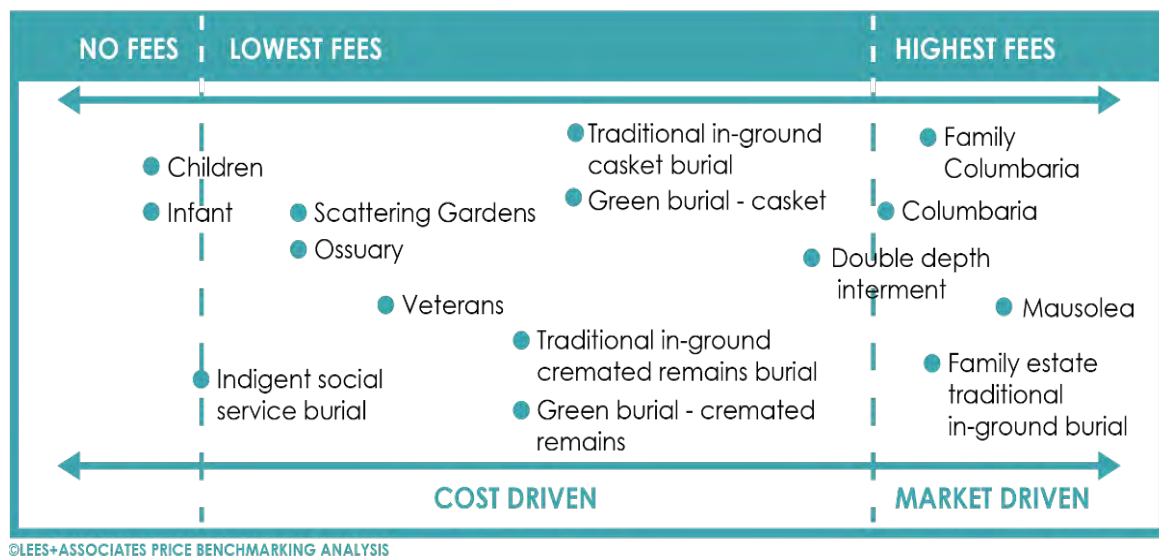 NO FEES
LOWEST FEES
HIGHEST FEES
Children
Infant
Scattering Gardens
Ossuary
Veterans
Indigent social
service burial
Traditional in-ground
casket burial
Green burial - casket
Traditional in-ground
cremated remains burial
Green burial - cremated
remains
Double depth
interment
Family
Columbaria
Columbaria
Mausolea
Family estate
traditional
in-ground burial
COST DRIVEN
MARKET DRIVEN
©LEES+ASSOCIATES PRICE BENCHMARKING ANALYSIS